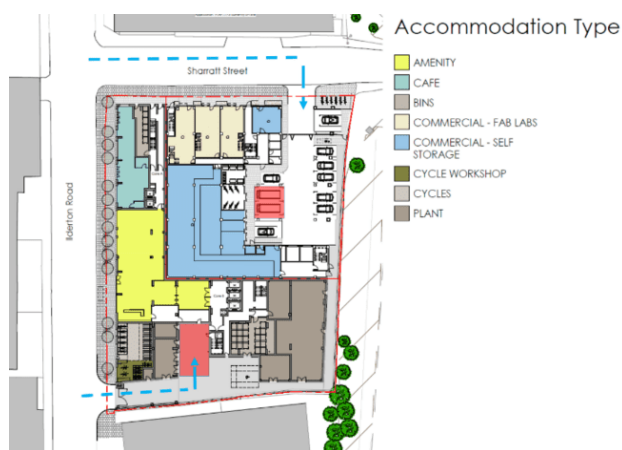 Accommodation Type
Sharratt Street
AMENITY
CAFE
BINS
COMMERCIAL - FAB LABS
COMMERCIAL - SELF
STORAGE
CYCLE WORKSHOP
CYCLES
PLANT
Ilderton Road